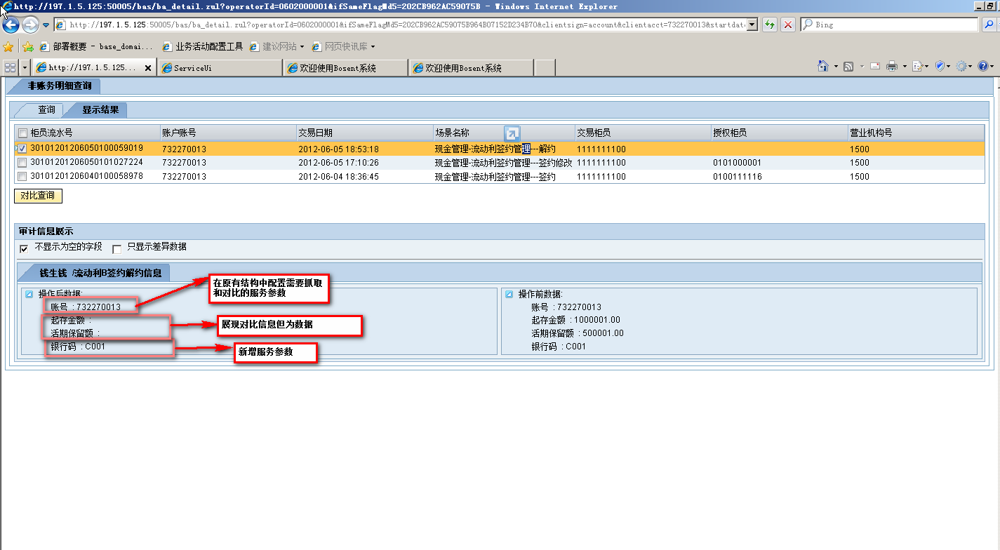 http://197.1.5.125:50005/bas/ba_detail.zul?operatorId=0602000001&ifSameFlagMd5=202CB962AC59075B - Windows Internet Explorer
http://197.1.5.125:50005/bas/ba_detail.zul?operatorId=0602000001&ifSameFlagMd5=202CB962AC59075B964B07152D234B70&clientsign=account&clientacct=732270013&startdat
Bing
部署概要 - base_domai...
业务活动配置工具
建议网站
网页快讯库
http://197.1.5.125...
ServiceUi
欢迎使用Bosent系统
欢迎使用Bosent系统
非账务明细查询
查询
显示结果
柜员流水号 账户账号 交易日期 场景名称 交易柜员 授权柜员 营业机构号
30101201206050100059019 732270013 2012-06-05 18:53:18 现金管理-流动利签约管理---解约 1111111100 1500
30101201206050101027224 732270013 2012-06-05 17:10:26 现金管理-流动利签约管理---签约修改 1111111100 0101000001 1500
30101201206040100058978 732270013 2012-06-04 18:36:45 现金管理-流动利签约管理---签约 1111111100 0100111116 1500
对比查询
审计信息展示
不显示为空的字段 只显示差异数据
钱生钱 /流动利B签约解约信息
操作后数据:
账号 : 732270013
起存金额 :
活期保留额 :
银行码 : C001
在原有结构中配置需要抓取
和对比的服务参数
展现对比信息但为数据
新增服务参数
操作前数据:
账号 : 732270013
起存金额 : 1000001.00
活期保留额 : 500001.00
银行码 : C001